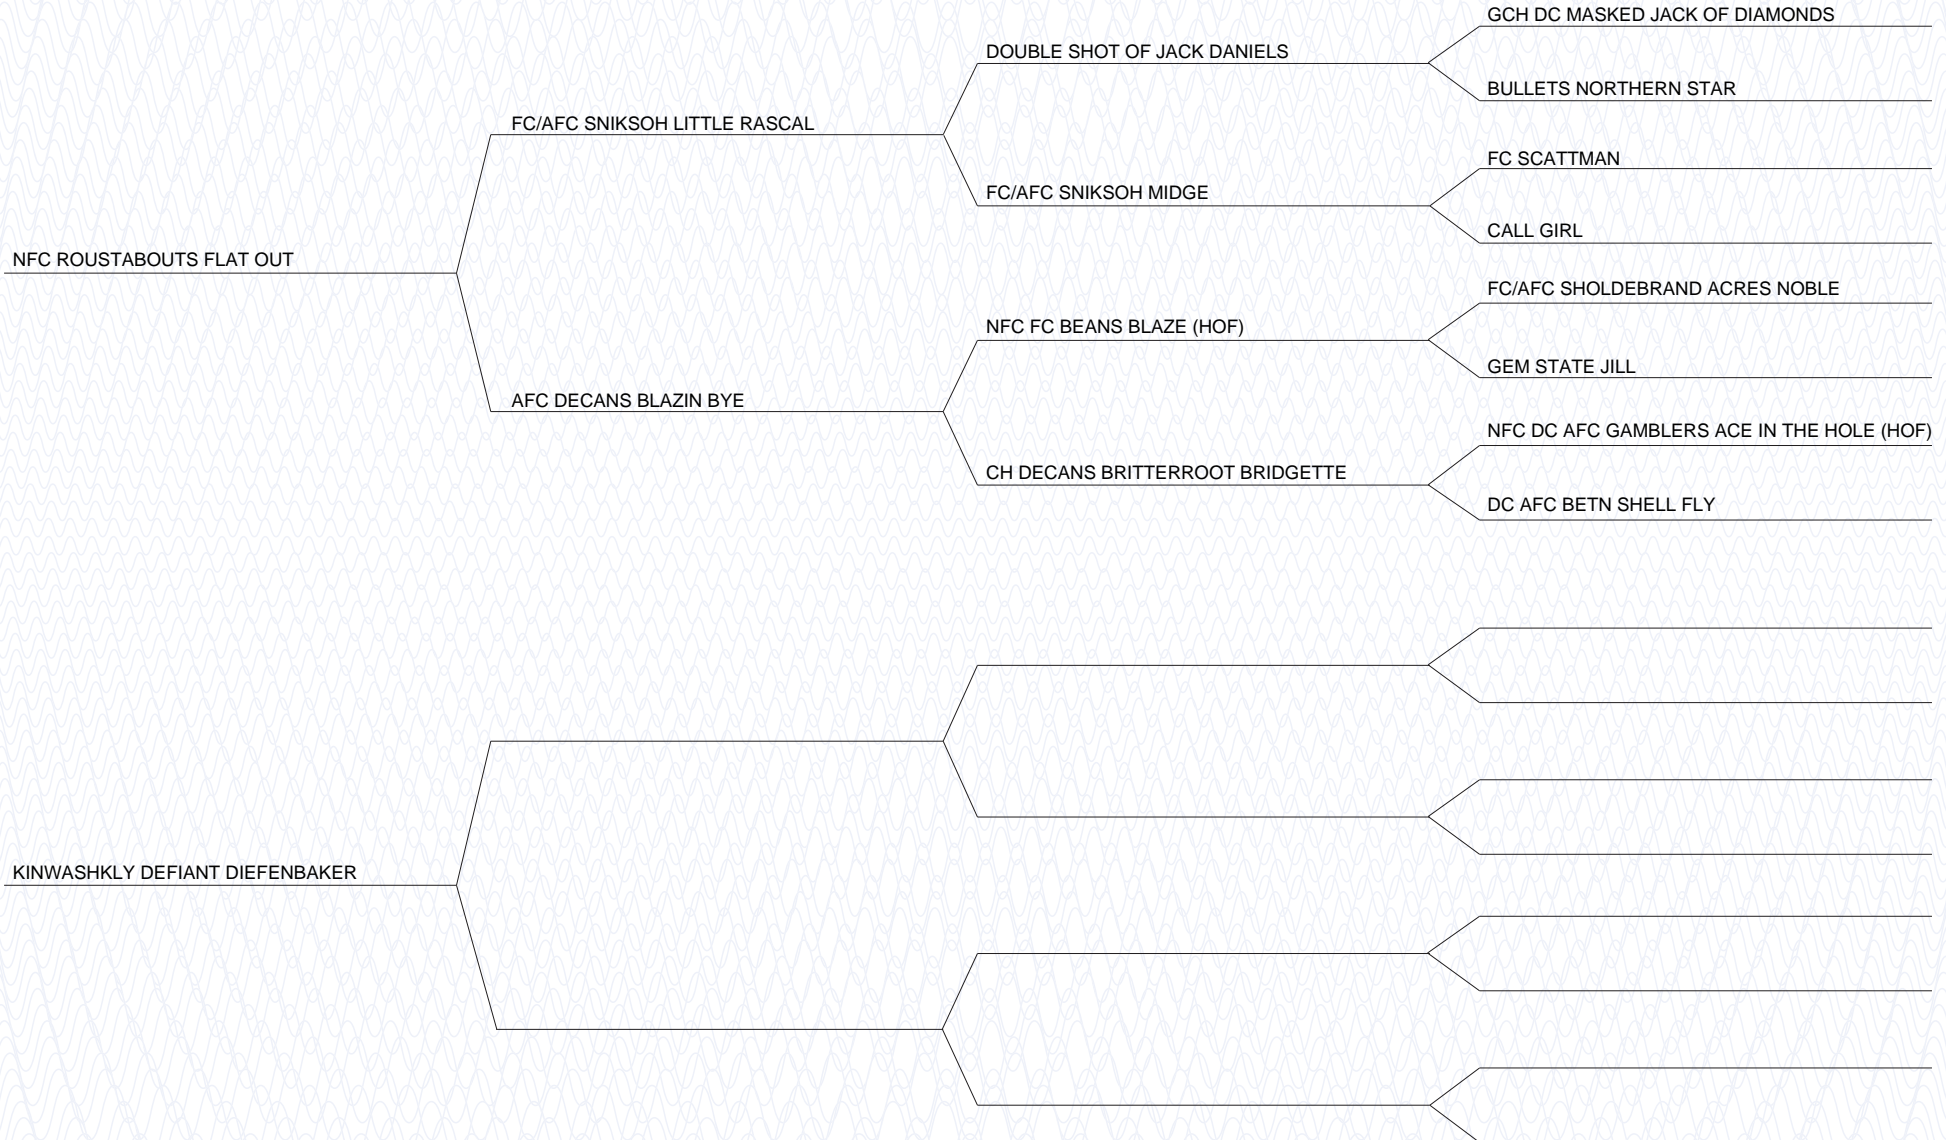 GCH DC MASKED JACK OF DIAMONDS
DOUBLE SHOT OF JACK DANIELS
BULLETS NORTHERN STAR
FC/AFC SNIKSOH LITTLE RASCAL
FC SCATTMAN
FC/AFC SNIKSOH MIDGE
CALL GIRL
NFC ROUSTABOUTS FLAT OUT
FC/AFC SHOLDEBRAND ACRES NOBLE
NFC FC BEANS BLAZE (HOF)
GEM STATE JILL
AFC DECANS BLAZIN BYE
NFC DC AFC GAMBLERS ACE IN THE HOLE (HOF)
CH DECANS BRITTERROOT BRIDGETTE
DC AFC BETN SHELL FLY
KINWASHKLY DEFIANT DIEFENBAKER